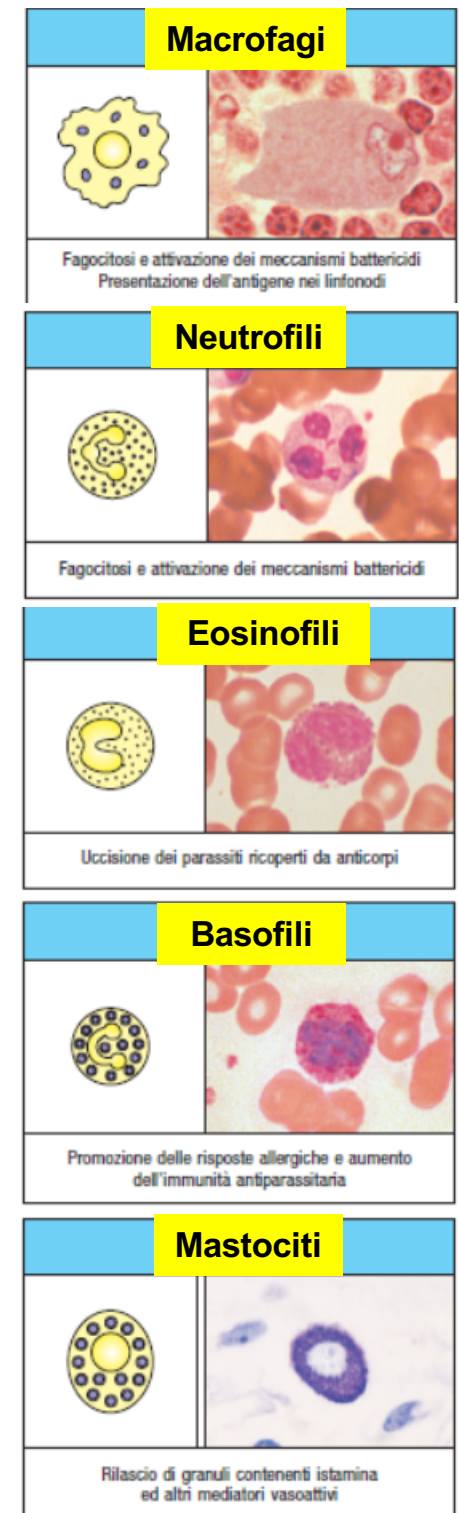 Macrofagi
Fagocitosi e attivazione dei meccanismi battericidi
Presentazione dell'antigene nei linfonodi
Neutrofili
Fagocitosi e attivazione dei meccanismi battericidi
Eosinofili
Uccisione dei parassiti ricoperti da anticorpi
Basofili
Promozione delle risposte allergiche e aumento
dell'immunità antiparassitaria
Mastociti
Rilascio di granuli contenenti istamina
ed altri mediatori vasoattivi